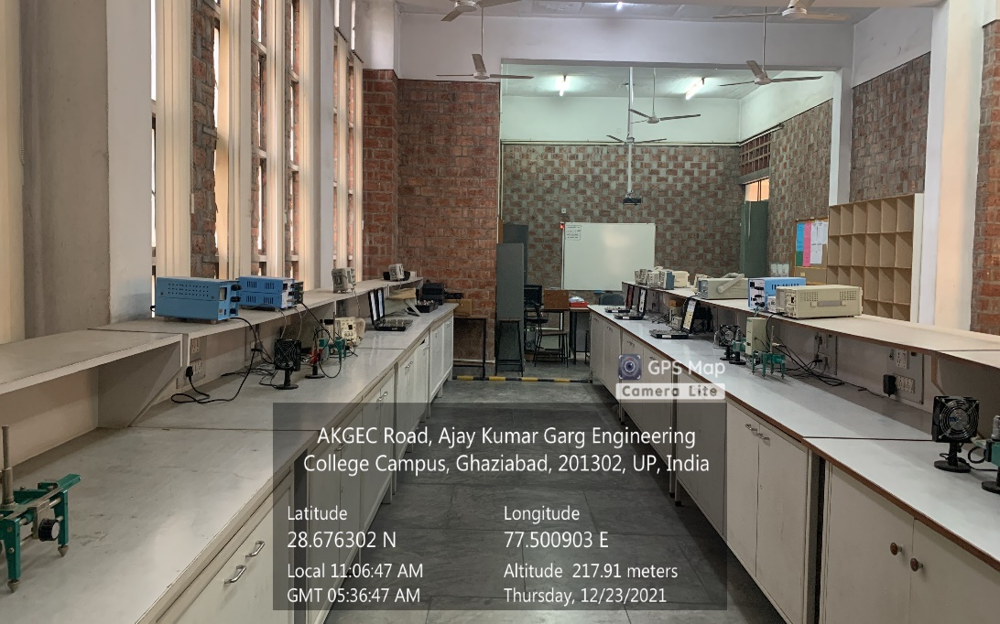 GPS Map
Camera Lite
AKGEC Road, Ajay Kumar Garg Engineering
College Campus, Ghaziabad, 201302, UP, India
Latitude
28.676302 N
Longitude
77.500903 E
Local 11:06:47 AM
GMT 05:36:47 AM
Altitude 217.91 meters
Thursday, 12/23/2021